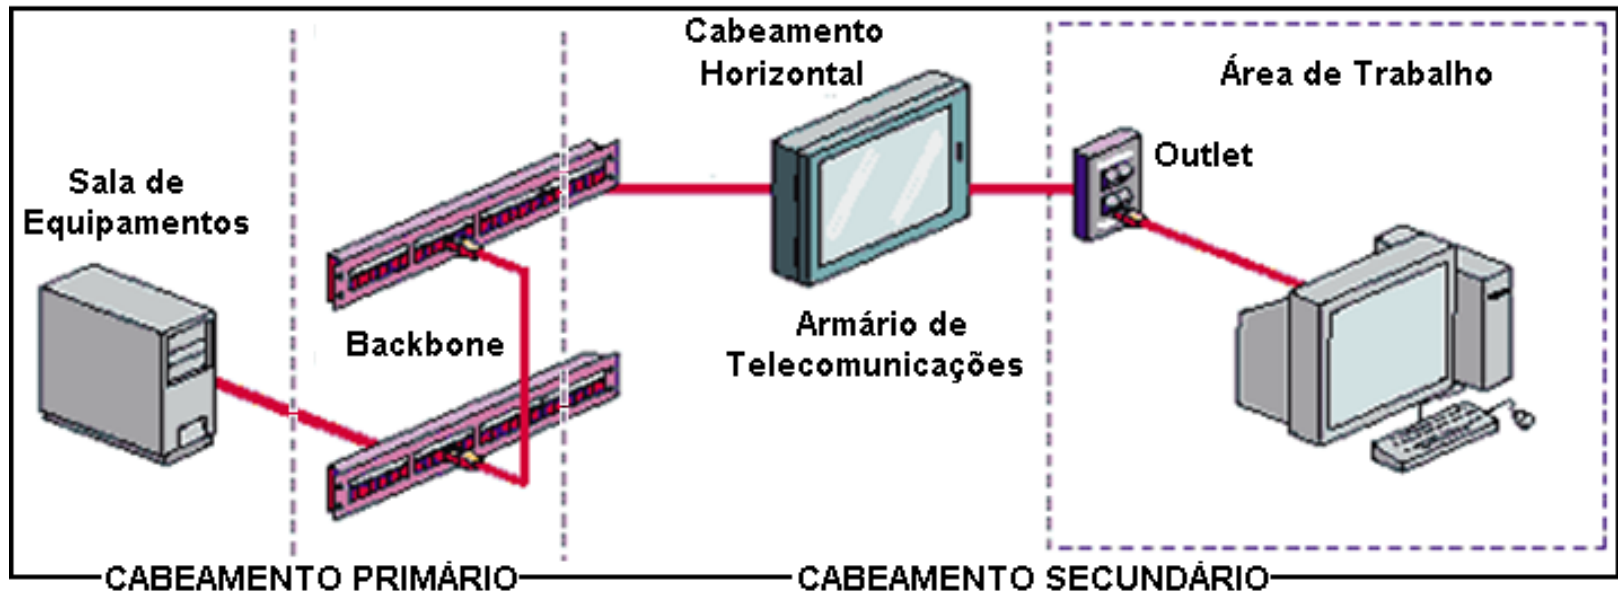 Sala de
Equipamentos
Backbone
Cabeamento
Horizontal
Armário de
Telecomunicações
Área de Trabalho
Outlet
CABEAMENTO PRIMÁRIO
CABEAMENTO SECUNDÁRIO